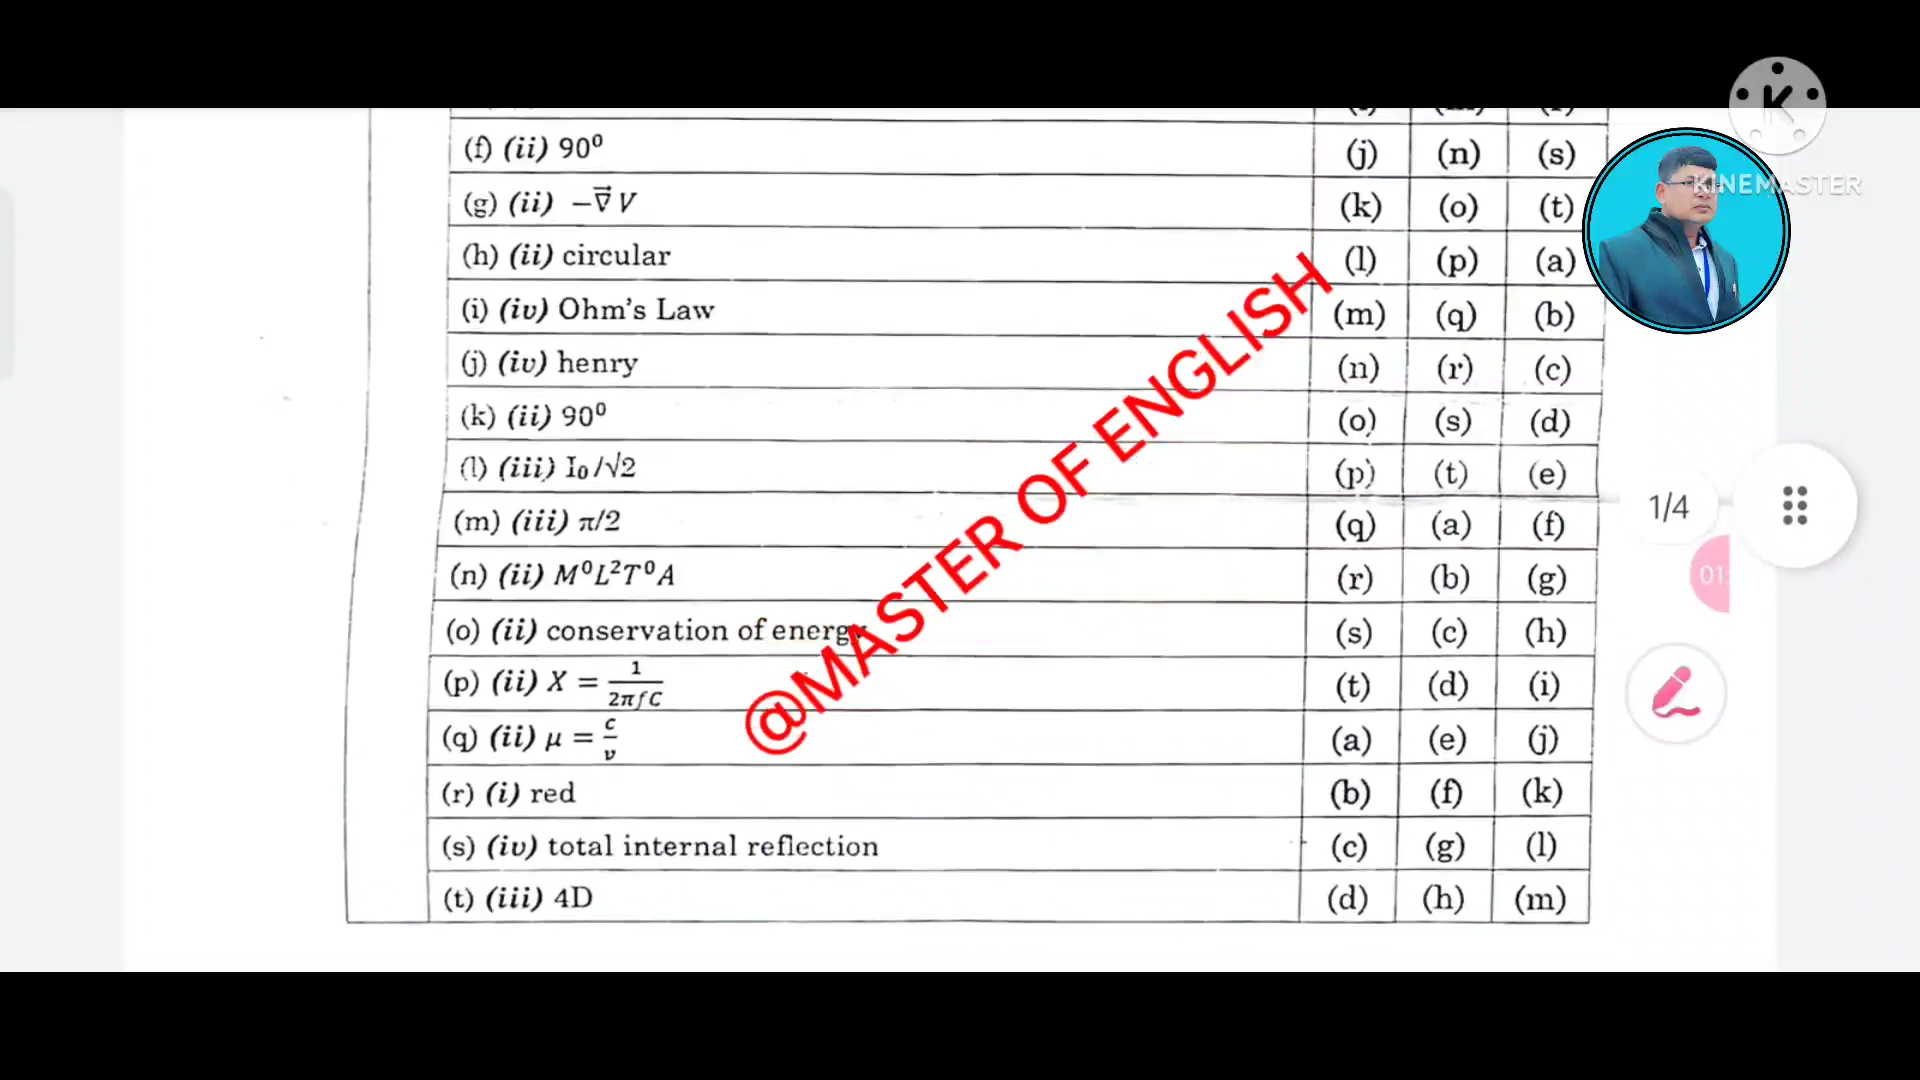 (f) (ii) 90⁰ (j) (n) (s)
(g) (ii) −∇⃗ V (k) (o) (t)
(h) (ii) circular (l) (p) (a)
(i) (iv) Ohm's Law (m) (q) (b)
(j) (iv) henry (n) (r) (c)
(k) (ii) 90⁰ (o) (s) (d)
(l) (iii) I₀/√2 (p) (t) (e)
(m) (iii) π/2 (q) (a) (f)
(n) (ii) M⁰L²T⁰A (r) (b) (g)
(o) (ii) conservation of energy (s) (c) (h)
(p) (ii) X = 1/2πfC (t) (d) (i)
(q) (ii) μ = c/v (a) (e) (j)
(r) (i) red (b) (f) (k)
(s) (iv) total internal reflection (c) (g) (l)
(t) (iii) 4D (d) (h) (m)
@MASTER OF ENGLISH
K
KINEMASTER
1/4
01: